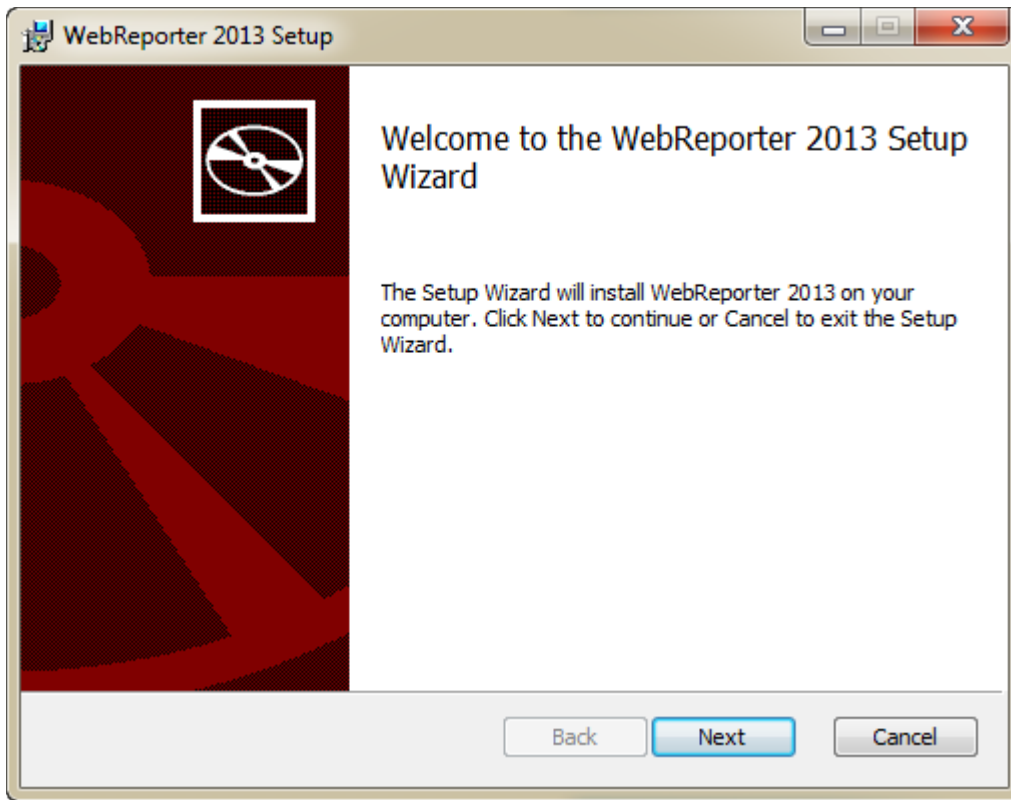 WebReporter 2013 Setup
Welcome to the WebReporter 2013 Setup
Wizard
The Setup Wizard will install WebReporter 2013 on your
computer. Click Next to continue or Cancel to exit the Setup
Wizard.
Back Next Cancel